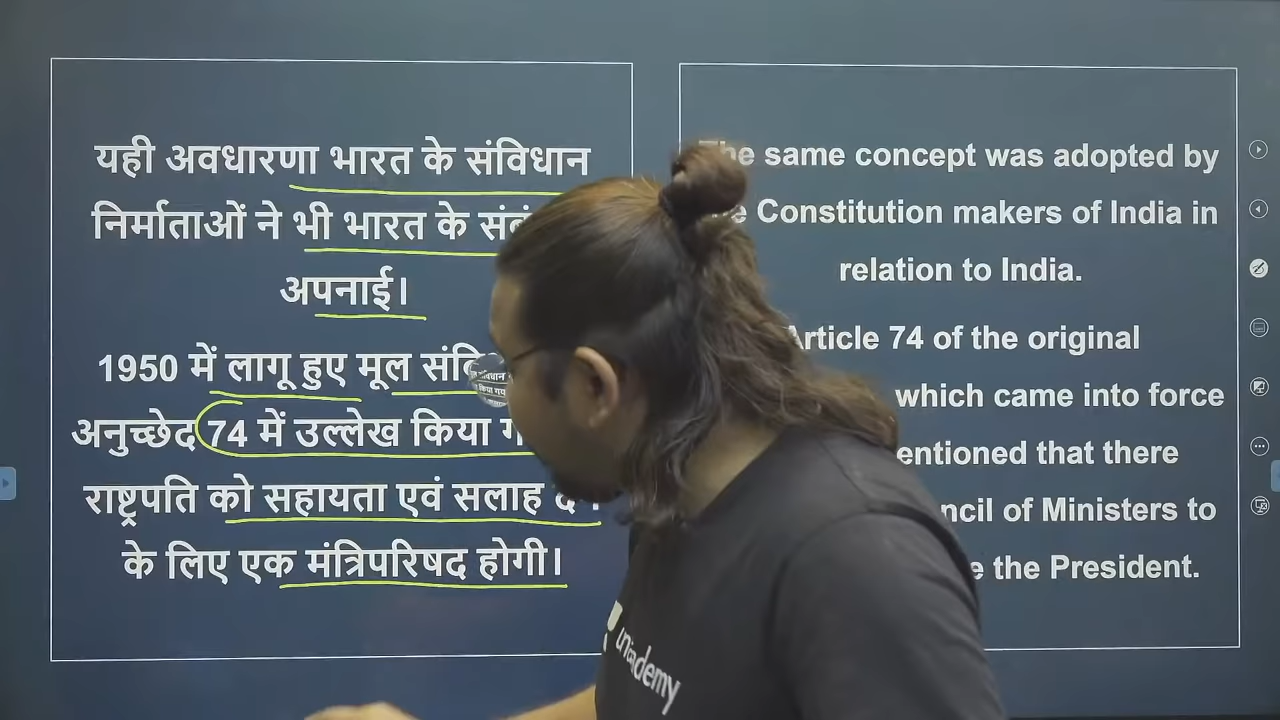 यही अवधारणा भारत के संविधान
निर्माताओं ने भी भारत के
अपनाई।
1950 में लागू हुए मूल
अनुच्छेद 74 में उल्लेख किया
राष्ट्रपति को सहायता एवं सलाह
के लिए एक मंत्रिपरिषद होगी।
The same concept was adopted by
Constitution makers of India in
relation to India.
Article 74 of the original
which came into force
that there
of Ministers to
the President.
unacademy